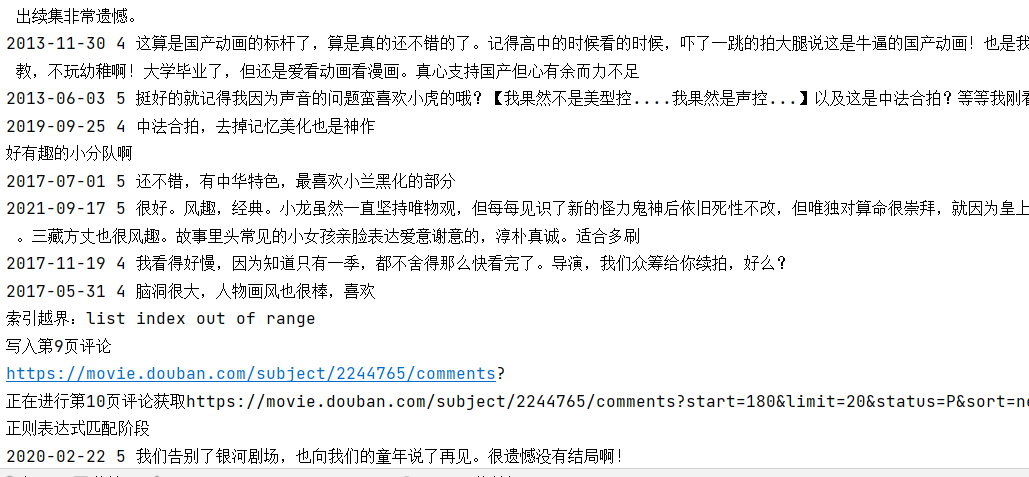 出续集非常遗憾。
2013-11-30 4 这算是国产动画的标杆了，算是真的还不错的了。记得高中的时候看的时候，吓了一跳的拍大腿说这是牛逼的国产动画！也是我
教，不玩幼稚啊！大学毕业了，但还是爱看动画看漫画。真心支持国产但心有余而力不足
2013-06-03 5 挺好的就记得我因为声音的问题蛮喜欢小虎的哦？【我果然不是美型控....我果然是声控...】以及这是中法合拍？等等我刚看
2019-09-25 4 中法合拍，去掉记忆美化也是神作
好有趣的小分队啊
2017-07-01 5 还不错，有中华特色，最喜欢小兰黑化的部分
2021-09-17 5 很好。风趣，经典。小龙虽然一直坚持唯物观，但每每见识了新的怪力鬼神后依旧死性不改，但唯独对算命很崇拜，就因为皇上
。三藏方丈也很风趣。故事里头常见的小女孩亲脸表达爱意谢意的，淳朴真诚。适合多刷
2017-11-19 4 我看得好慢，因为知道只有一季，都不舍得那么快看完了。导演，我们众筹给你续拍，好么？
2017-05-31 4 脑洞很大，人物画风也很棒，喜欢
索引越界：list index out of range
写入第9页评论
https://movie.douban.com/subject/2244765/comments?
正在进行第10页评论获取https://movie.douban.com/subject/2244765/comments?start=180&limit=20&status=P&sort=ne
正则表达式匹配阶段
2020-02-22 5 我们告别了银河剧场，也向我们的童年说了再见。很遗憾没有结局啊！